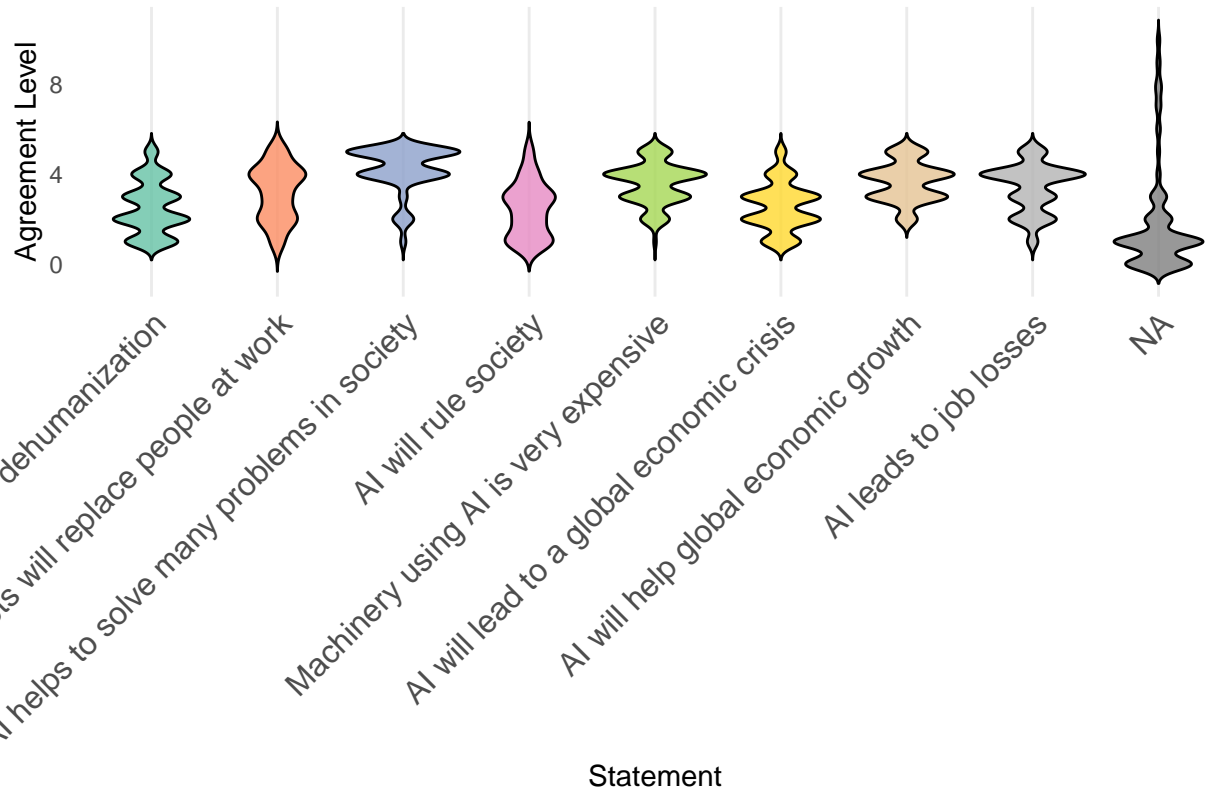 Agreement Level
8
4
0
dehumanization
will replace people at work
helps to solve many problems in society
AI will rule society
Machinery using AI is very expensive
AI will lead to a global economic crisis
AI will help global economic growth
AI leads to job losses
NA
Statement